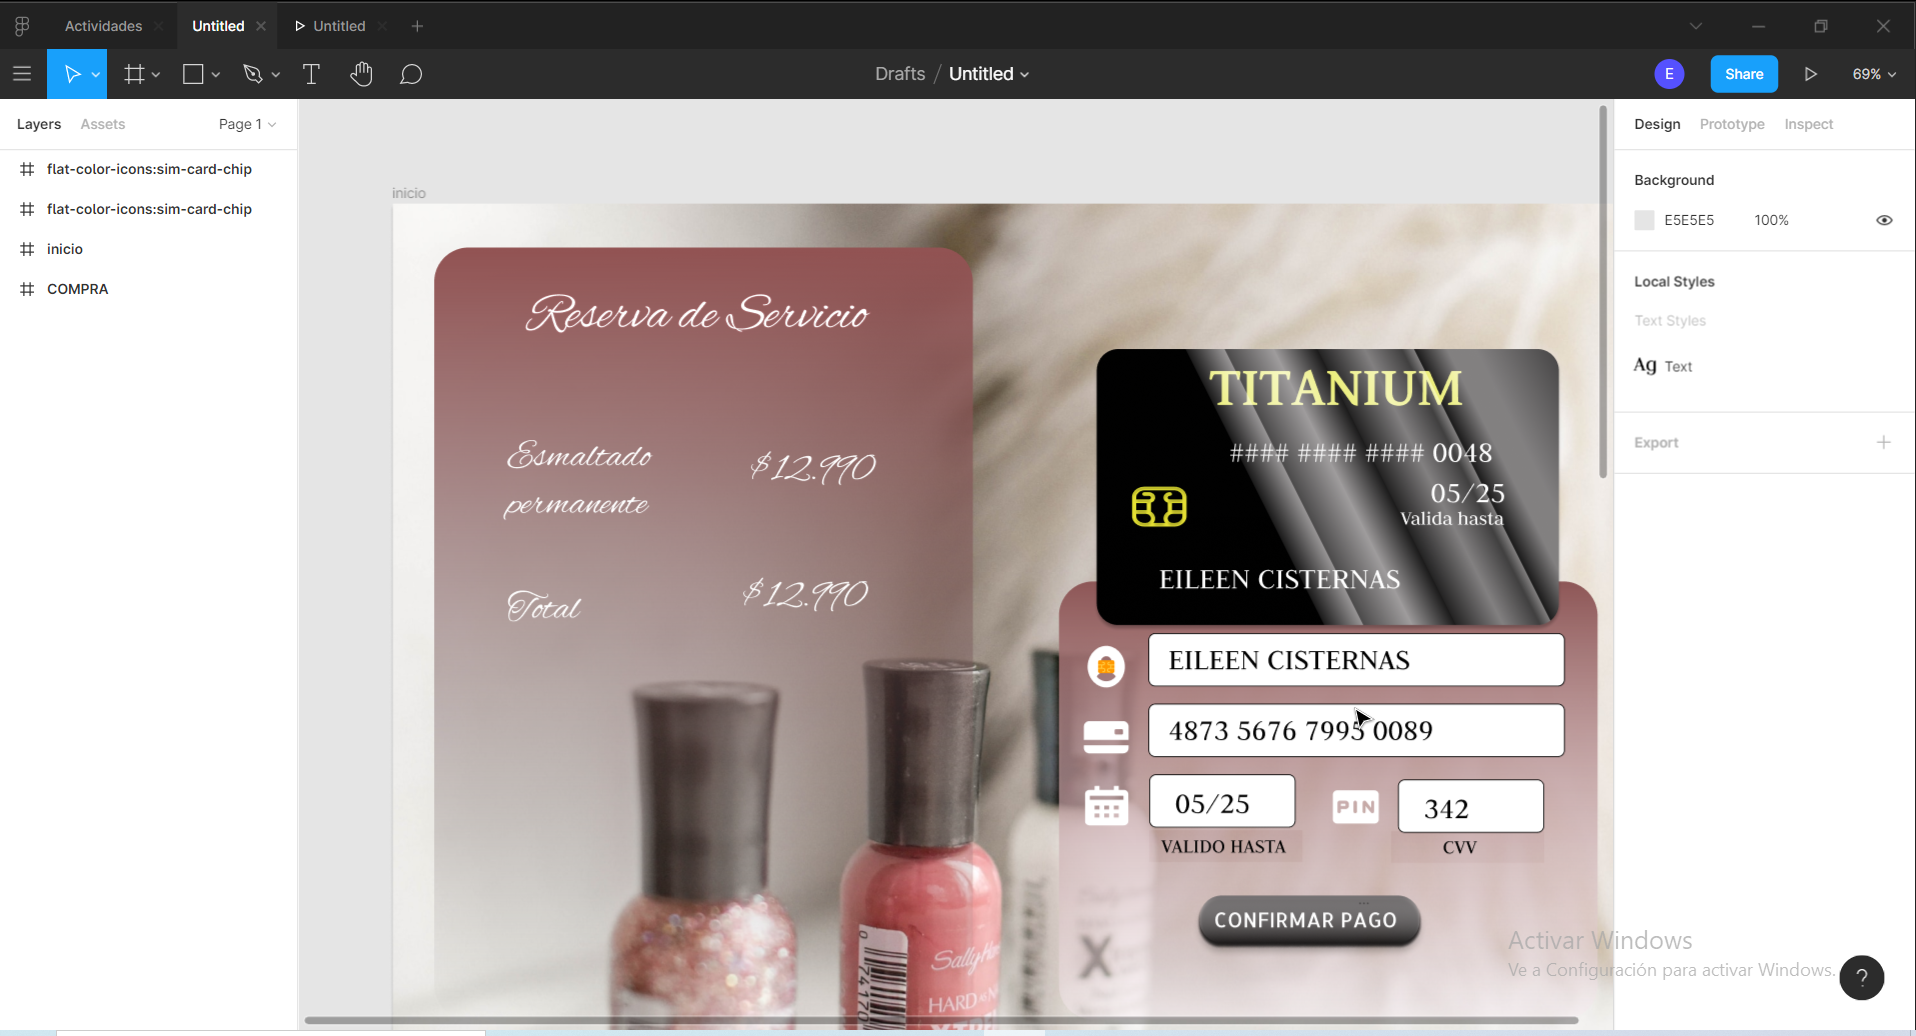 Actividades
Untitled
Untitled
Drafts / Untitled
E
Share
69%
Layers
Assets
Page 1
flat-color-icons:sim-card-chip
flat-color-icons:sim-card-chip
inicio
COMPRA
inicio
Reserva de Servicio
Esmaltado
permanente
$12.990
Total
$12.990
TITANIUM
#### #### #### 0048
05/25
Valida hasta
EILEEN CISTERNAS
EILEEN CISTERNAS
4873 5676 7995 0089
05/25
PIN
342
VALIDO HASTA
CVV
CONFIRMAR PAGO
Sally
HARD
X
0 74170
Design
Prototype
Inspect
Background
E5E5E5
100%
Local Styles
Text Styles
Ag Text
Export
Activar Windows
Ve a Configuración para activar Windows.
?